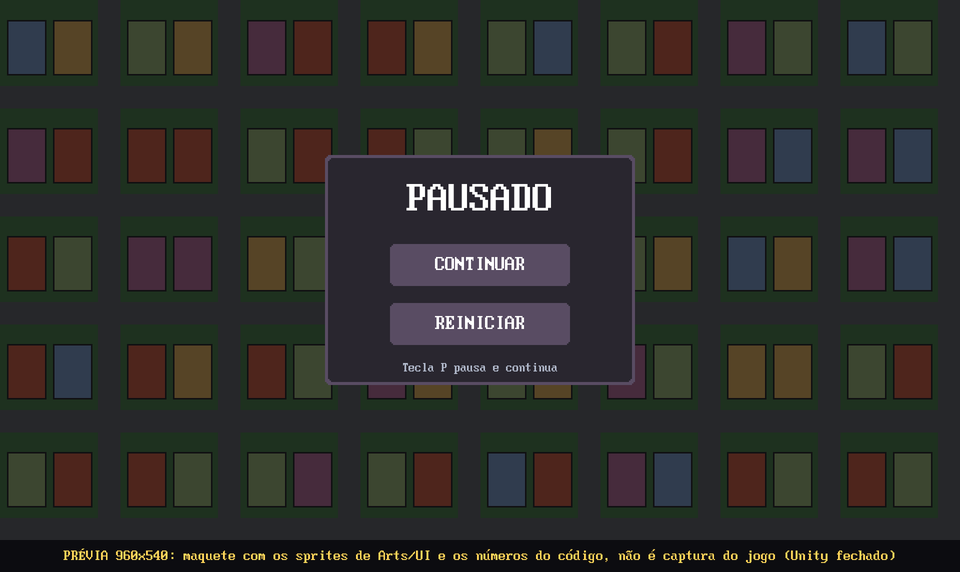 PAUSADO
CONTINUAR
REINICIAR
Tecla P pausa e continua
PRÉVIA 960x540: maquete com os sprites de Arts/UI e os números do código, não é captura do jogo (Unity fechado)